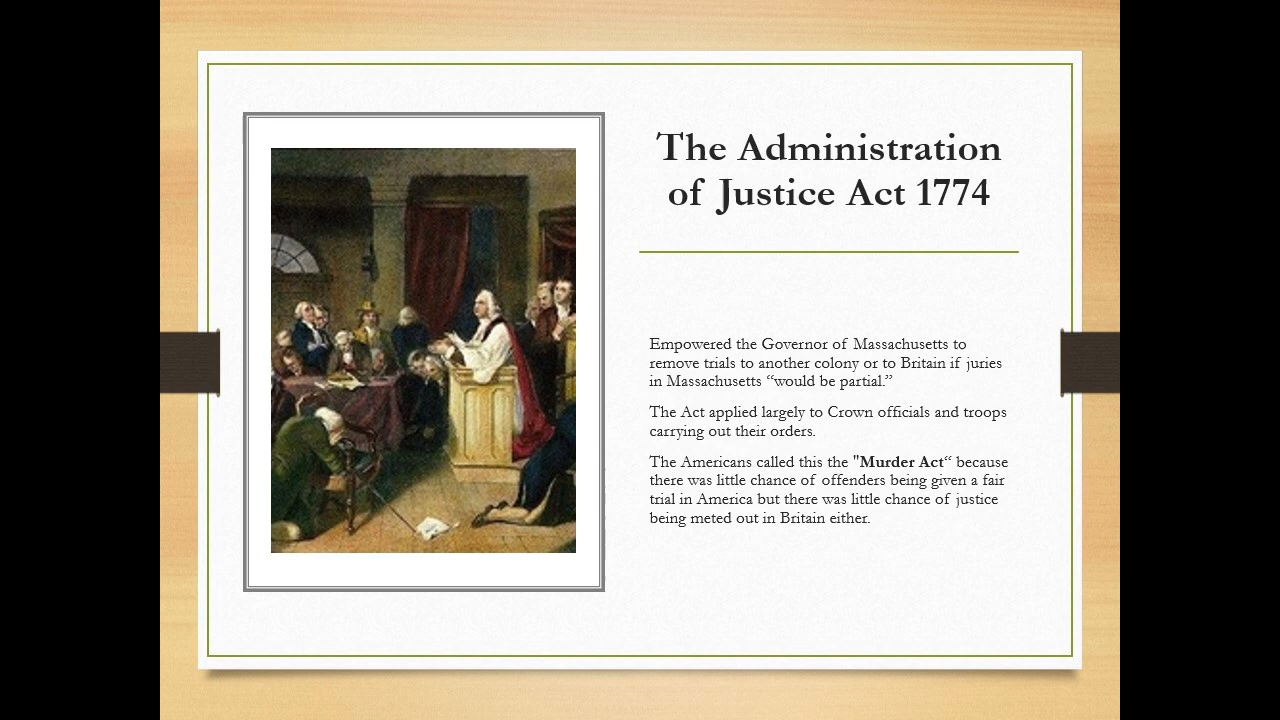 The Administration
of Justice Act 1774
Empowered the Governor of Massachusetts to
remove trials to another colony or to Britain if juries
in Massachusetts “would be partial.”
The Act applied largely to Crown officials and troops
carrying out their orders.
The Americans called this the "Murder Act“ because
there was little chance of offenders being given a fair
trial in America but there was little chance of justice
being meted out in Britain either.